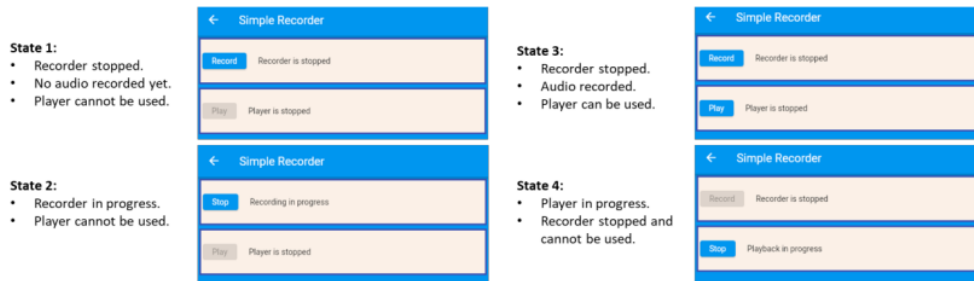 State 1:
• Recorder stopped.
• No audio recorded yet.
• Player cannot be used.
← Simple Recorder
Record Recorder is stopped
Play Player is stopped
State 2:
• Recorder in progress.
• Player cannot be used.
← Simple Recorder
Stop Recording in progress
Play Player is stopped
State 3:
• Recorder stopped.
• Audio recorded.
• Player can be used.
← Simple Recorder
Record Recorder is stopped
Play Player is stopped
State 4:
• Player in progress.
• Recorder stopped and
cannot be used.
← Simple Recorder
Record Recorder is stopped
Stop Playback in progress